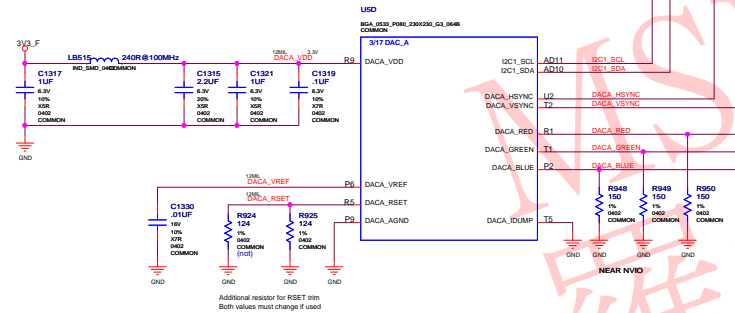 U5D
BGA_0533_P080_230X230_G3_064B
COMMON
3/17 DAC_A
3V3_F
LB515
240R@100MHz
IND_SMD_0402
COMMON
12MIL
3.3V
DACA_VDD
R9
DACA_VDD
C1317
.1UF
6.3V
10%
X5R
0402
COMMON
C1315
2.2UF
6.3V
20%
X5R
0402
COMMON
C1321
1UF
6.3V
10%
X5R
0402
COMMON
C1319
.1UF
6.3V
10%
X7R
0402
COMMON
GND
I2C1_SCL
AD11
I2C1_SCL
I2C1_SDA
AD10
I2C1_SDA
DACA_HSYNC
U2
DACA_HSYNC
DACA_VSYNC
T2
DACA_VSYNC
DACA_RED
R1
DACA_RED
DACA_GREEN
T1
DACA_GREEN
DACA_BLUE
P2
DACA_BLUE
12MIL
DACA_VREF
P6
DACA_VREF
12MIL
DACA_RSET
R5
DACA_RSET
P9
DACA_AGND
DACA_IDUMP
T5
C1330
.01UF
16V
10%
X7R
0402
COMMON
R924
124
1%
0402
COMMON
(not)
R925
124
1%
0402
COMMON
R948
150
1%
0402
COMMON
R949
150
1%
0402
COMMON
R950
150
1%
0402
COMMON
GND
GND
GND
GND
GND
GND
GND
GND
NEAR NVIO
Additional resistor for RSET trim
Both values must change if used
MS